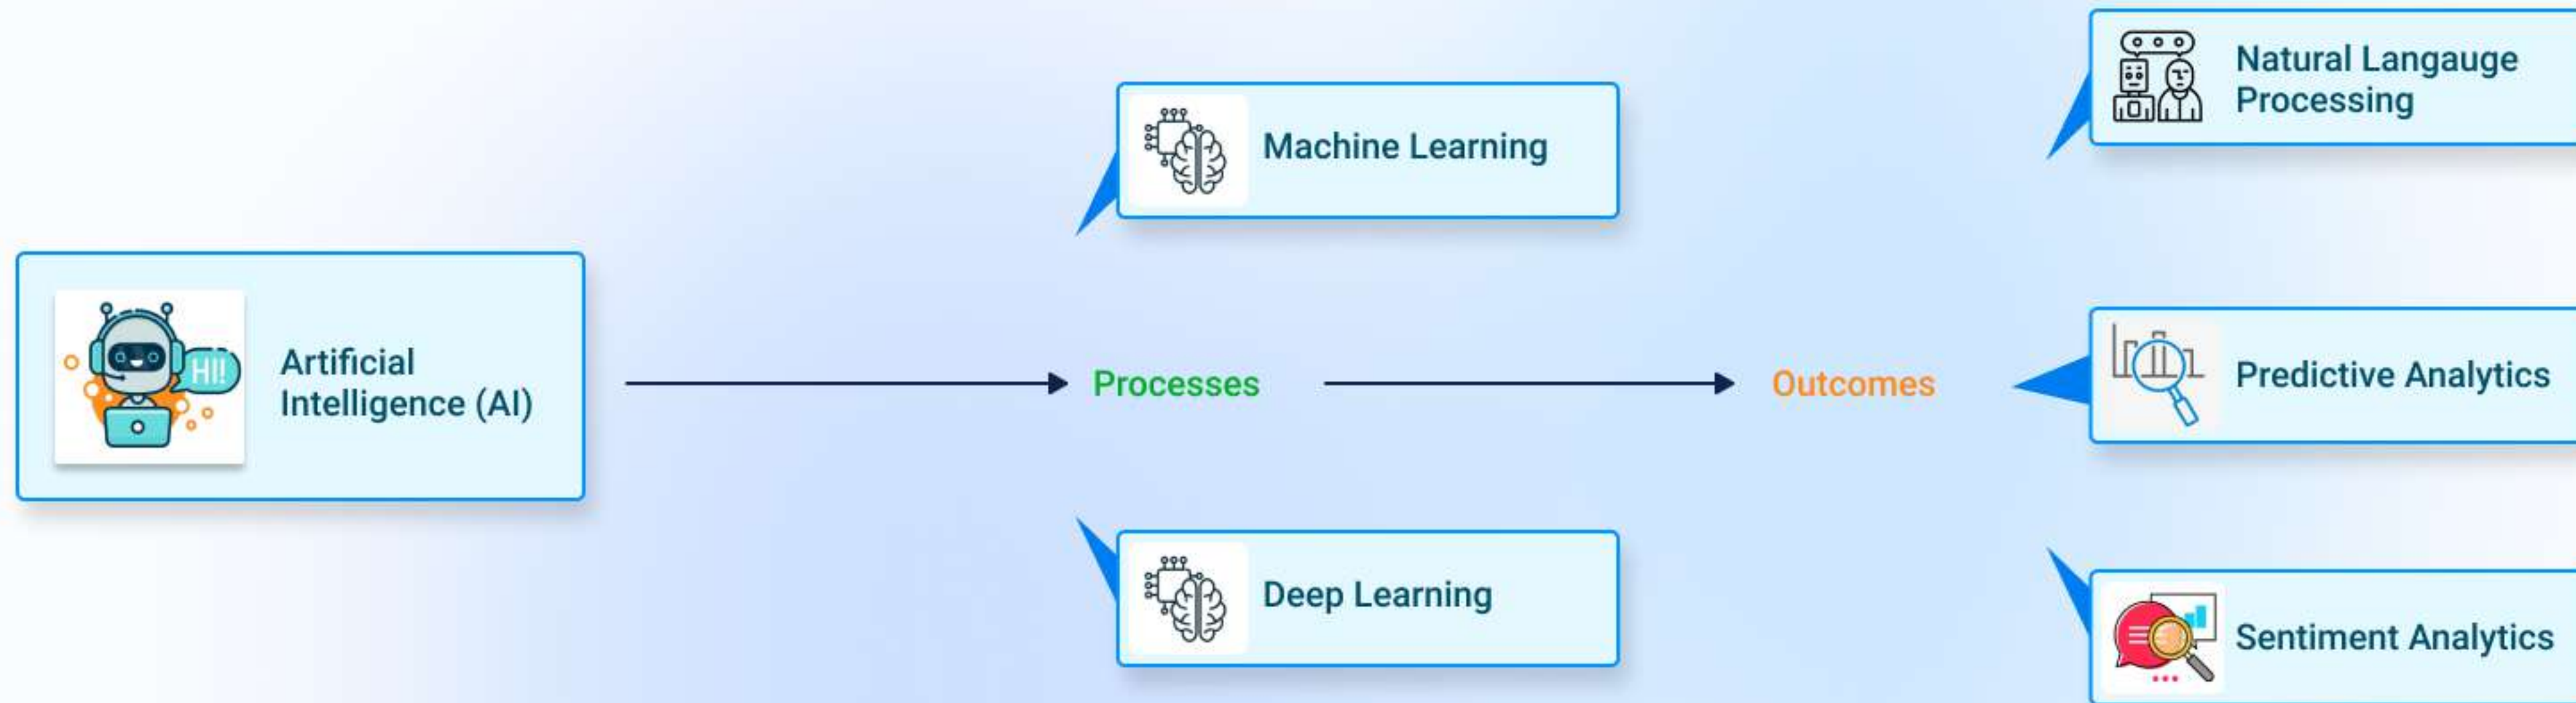 Artificial
Intelligence (AI)
HI!
Processes
Machine Learning
Deep Learning
Outcomes
Natural Langauge
Processing
Predictive Analytics
Sentiment Analytics